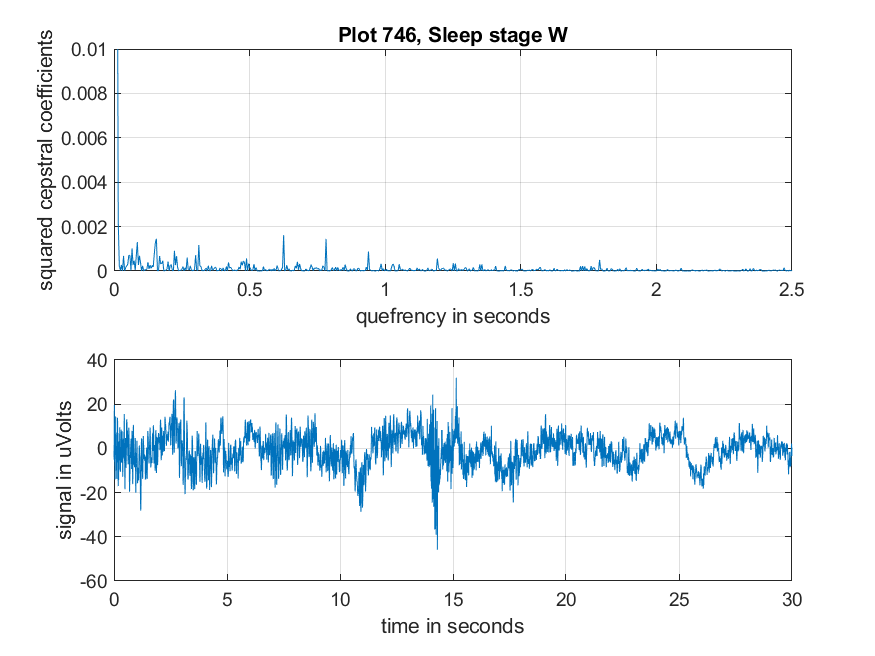 Plot 746, Sleep stage W
squared cepstral coefficients
0.01
0.008
0.006
0.004
0.002
0
0 0.5 1 1.5 2 2.5
quefrency in seconds
signal in uVolts
40
20
0
-20
-40
-60
0 5 10 15 20 25 30
time in seconds